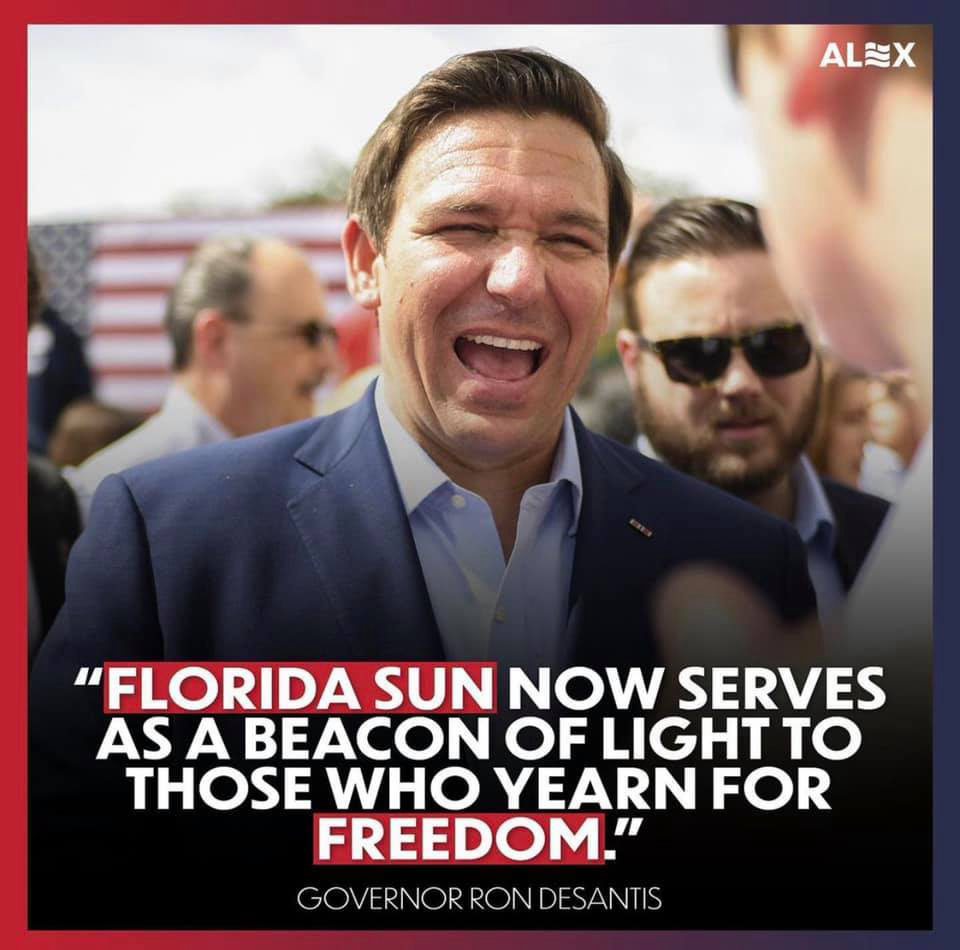 ALEX
“FLORIDA SUN NOW SERVES
AS A BEACON OF LIGHT TO
THOSE WHO YEARN FOR
FREEDOM.”
GOVERNOR RON DESANTIS